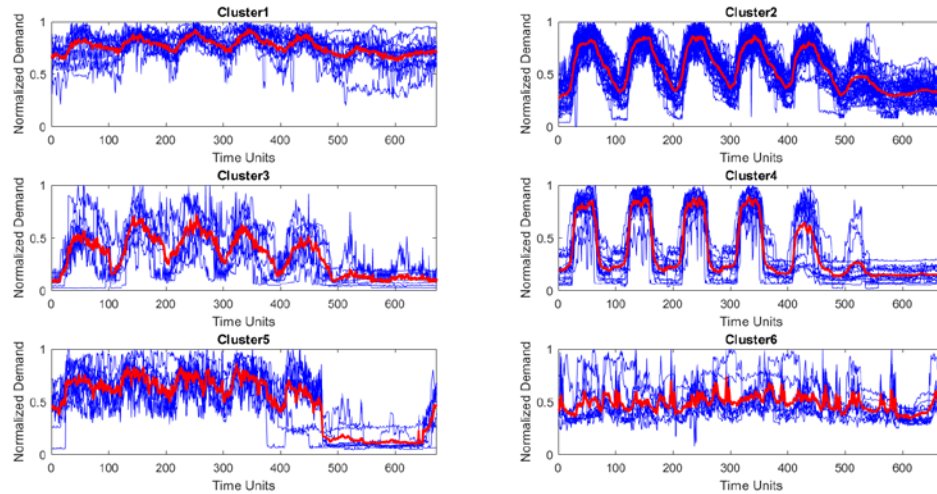 Cluster1
Normalized Demand
1
0.5
0
0 100 200 300 400 500 600
Time Units
Cluster2
Normalized Demand
1
0.5
0
0 100 200 300 400 500 600
Time Units
Cluster3
Normalized Demand
1
0.5
0
0 100 200 300 400 500 600
Time Units
Cluster4
Normalized Demand
1
0.5
0
0 100 200 300 400 500 600
Time Units
Cluster5
Normalized Demand
1
0.5
0
0 100 200 300 400 500 600
Time Units
Cluster6
Normalized Demand
1
0.5
0
0 100 200 300 400 500 600
Time Units